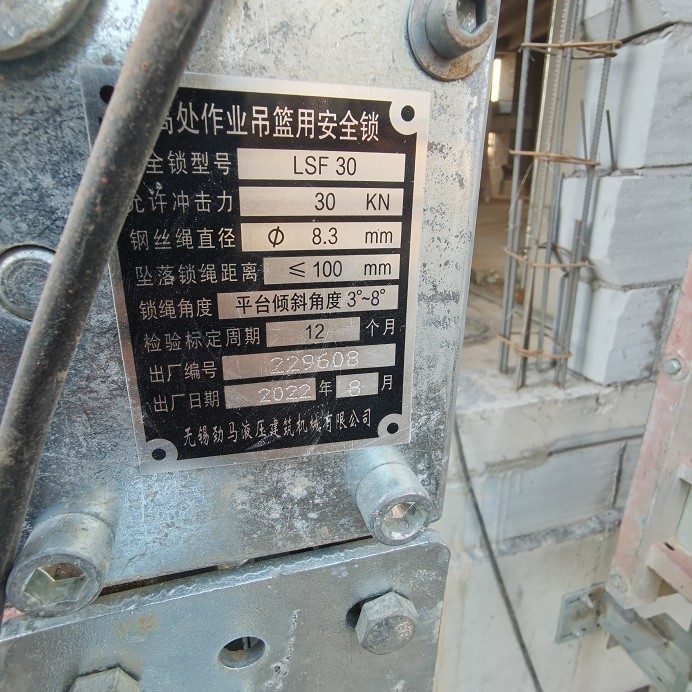 高处作业吊篮用安全锁
安全锁型号 LSF 30
允许冲击力 30 KN
钢丝绳直径 Φ 8.3 mm
坠落锁绳距离 ≤100 mm
锁绳角度 平台倾斜角度 3°~8°
检验标定周期 12 个月
出厂编号 229608
出厂日期 2022 年 8 月
无锡劲马液压建筑机械有限公司